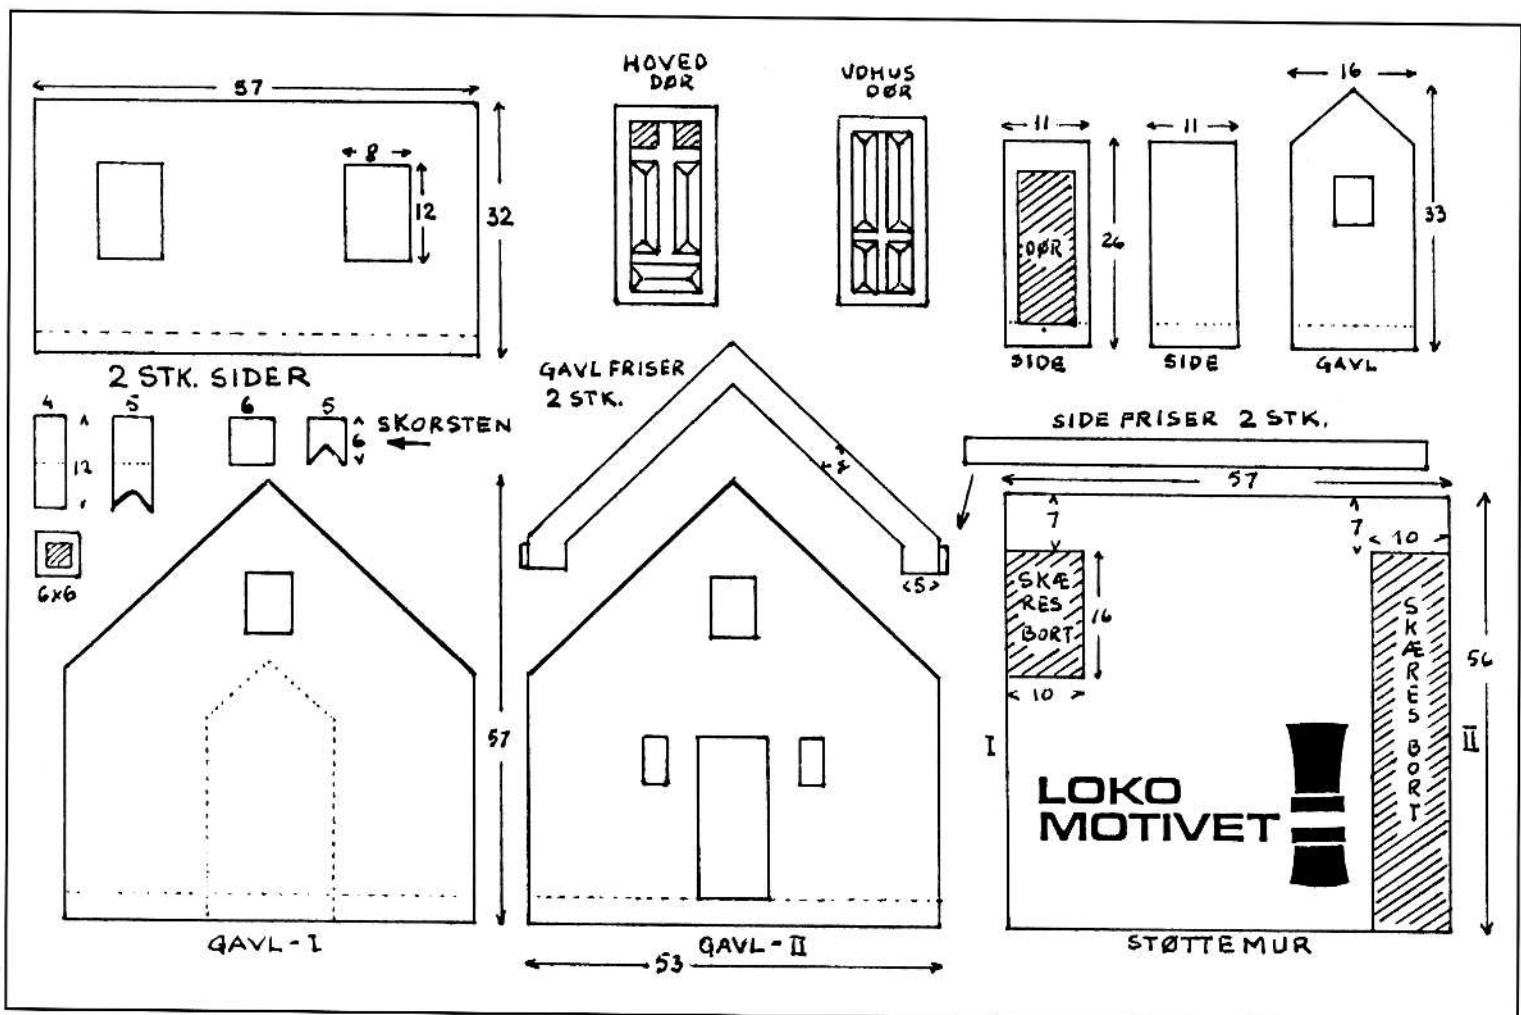 57
8
12
32
2 STK. SIDER
HOVED
DØR
UDHUS
DØR
11
DØR
26
SIDE
11
SIDE
16
33
GAVL
4
12
5
6
5
6
SKORSTEN
6x6
GAVL FRISER
2 STK.
5
SIDE FRISER 2 STK.
57
GAVL - I
57
GAVL - II
53
7
7
10
SKÆ
RES
BORT
16
10
SKÆRES BORT
56
I
II
LOKO
MOTIVET
STØTTEMUR